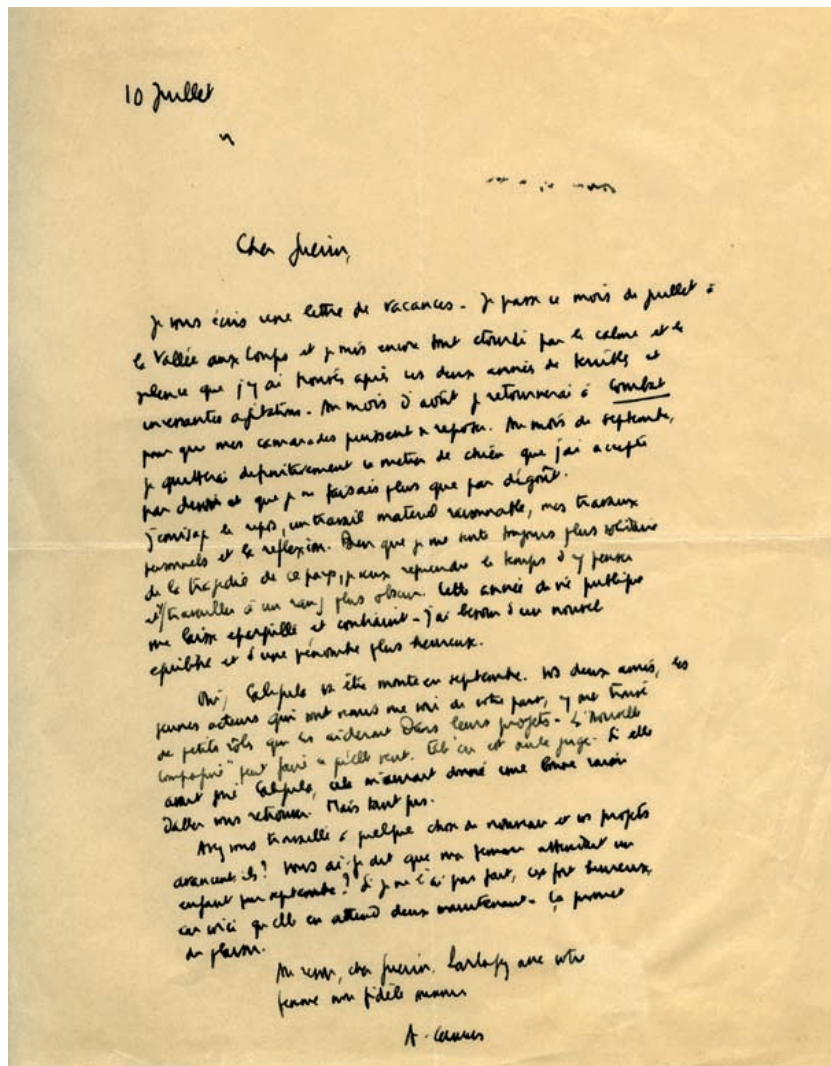 10 Juillet
Cher Guérin,
Je vous écris une lettre de vacances. Je passe ce mois de juillet à
la Vallée aux Loups et je suis encore tout étourdi par le calme et le
silence que j'y ai trouvés après ces deux années de terribles et
incessantes agitations. Au mois d'août je retournerai à Combat
pour que mes camarades puissent se reposer. Au mois de septembre,
je quitterai définitivement ce métier de chien que j'ai accepté
par devoir et que je ne faisais plus que par dégoût.
J'envisage le repos, un travail matériel raisonnable, mes travaux
personnels et la réflexion. Bien que je me sente toujours plus solidaire
de la tragédie de ce pays, je veux reprendre le temps d'y penser
et d'y travailler à un rang plus obscur. Cette année de vie publique
me laisse éparpillé et contraint - j'ai besoin d'un nouvel
équilibre et d'une pénombre plus heureuse.
Oui, Caligula va être monté en septembre. Vos deux amis, les
jeunes acteurs qui sont venus me voir de votre part, y ont trouvé
de petits rôles qui les aideront dans leurs projets. La "Nouvelle
Compagnie" peut faire ce qu'elle veut. Elle en est seule juge. Si elle
avait joué Caligula, cela m'aurait donné une bonne raison
d'aller vous retrouver. Mais tant pis.
Avez vous travaillé à quelque chose de nouveau et vos projets
avancent-ils? Vous ai-je dit que ma femme attendait un
enfant pour septembre? Si je ne l'ai pas fait, c'est fort heureux,
car voici qu'elle en attend deux maintenant. Ça promet
du plaisir.
Au revoir, cher Guérin. Partagez avec votre
femme mon fidèle souvenir
A. Camus